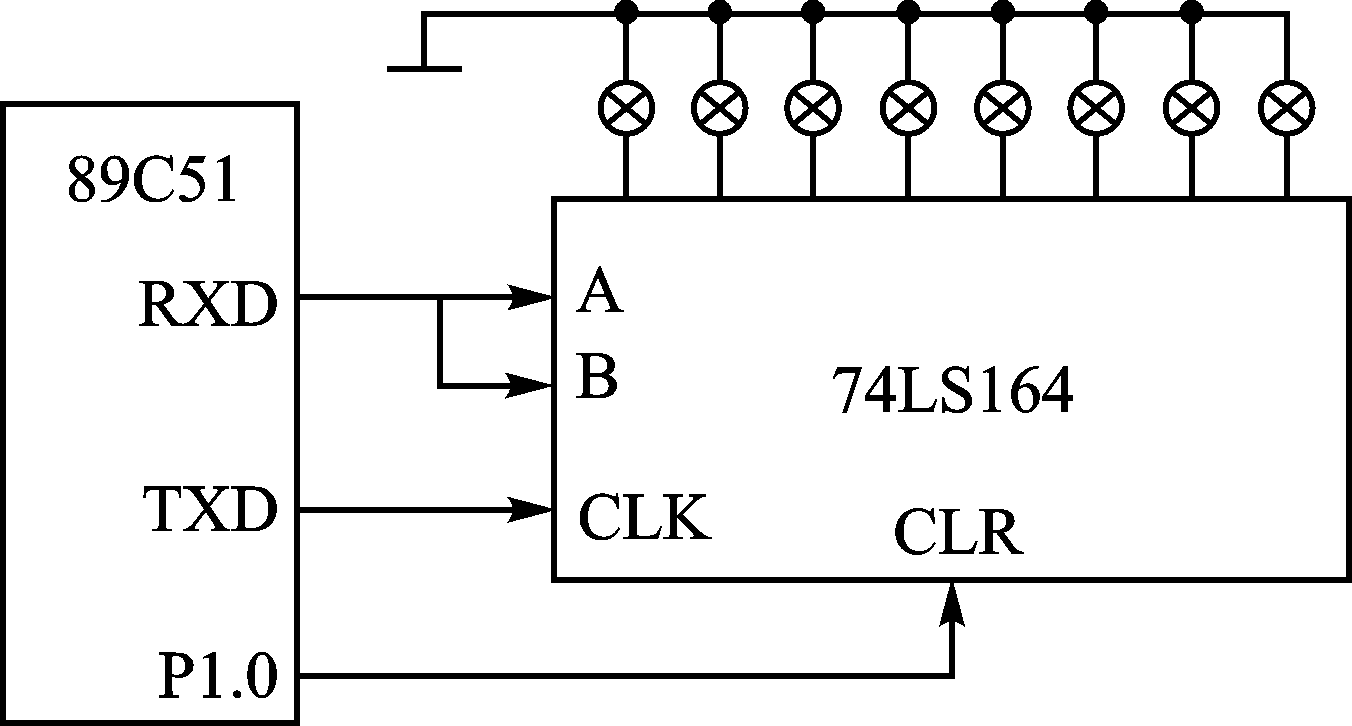 89C51
RXD
TXD
P1.0
A
B
CLK
74LS164
CLR